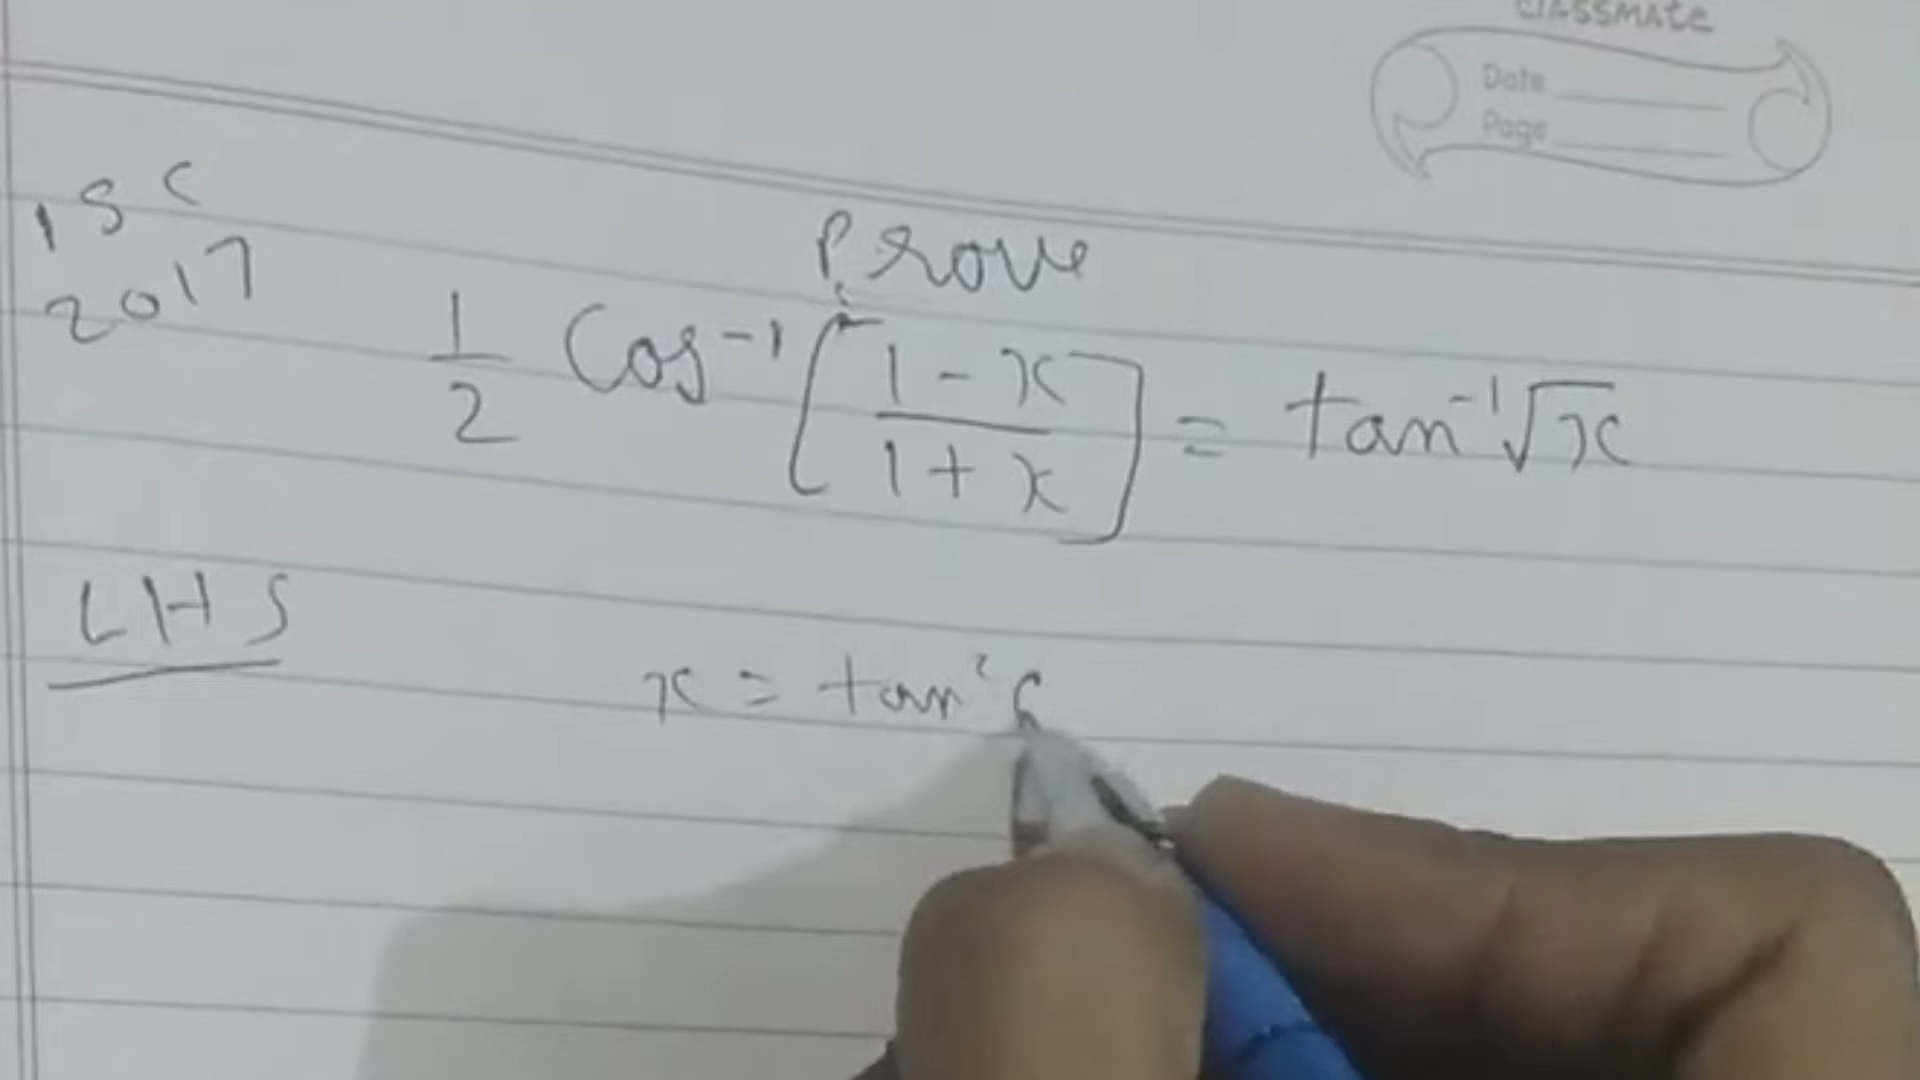 classmate
Date
Page
ISC
2017
Prove
1/2 Cos⁻¹[(1-x)/(1+x)] = tan⁻¹√x
LHS
x = tan²